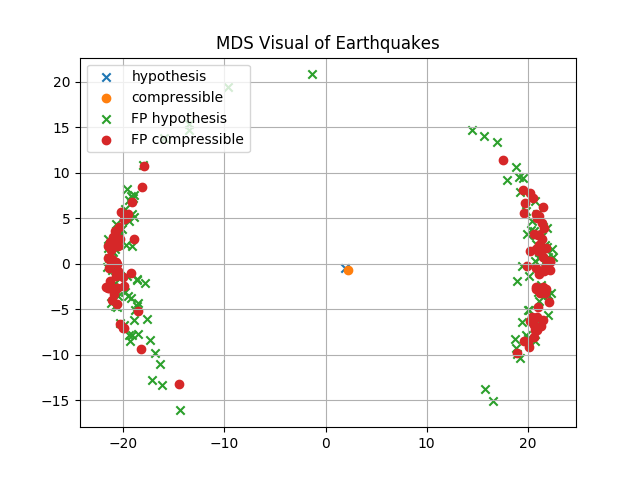 MDS Visual of Earthquakes
hypothesis
compressible
FP hypothesis
FP compressible
20
15
10
5
0
−5
−10
−15
−20 −10 0 10 20